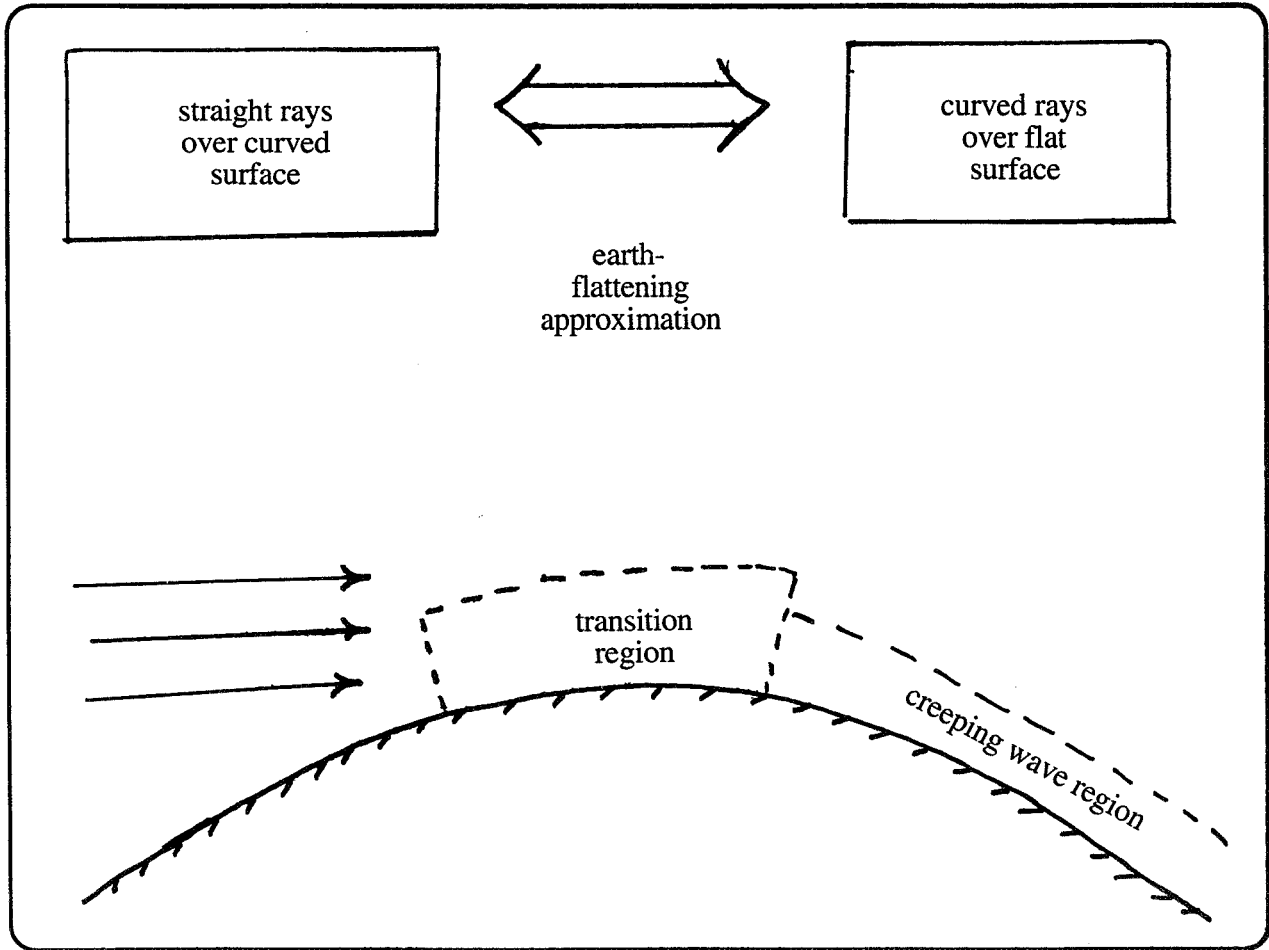 straight rays
over curved
surface
curved rays
over flat
surface
earth-
flattening
approximation
transition
region
creeping wave region